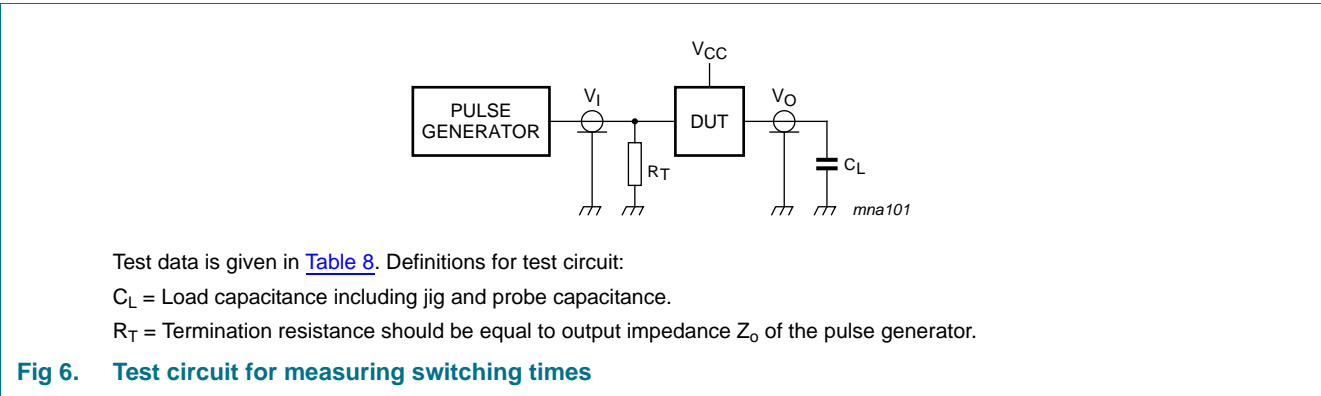 VCC
PULSE
GENERATOR
VI
DUT
VO
RT
CL
mna101
Test data is given in Table 8. Definitions for test circuit:
CL = Load capacitance including jig and probe capacitance.
RT = Termination resistance should be equal to output impedance Zo of the pulse generator.
Fig 6. Test circuit for measuring switching times